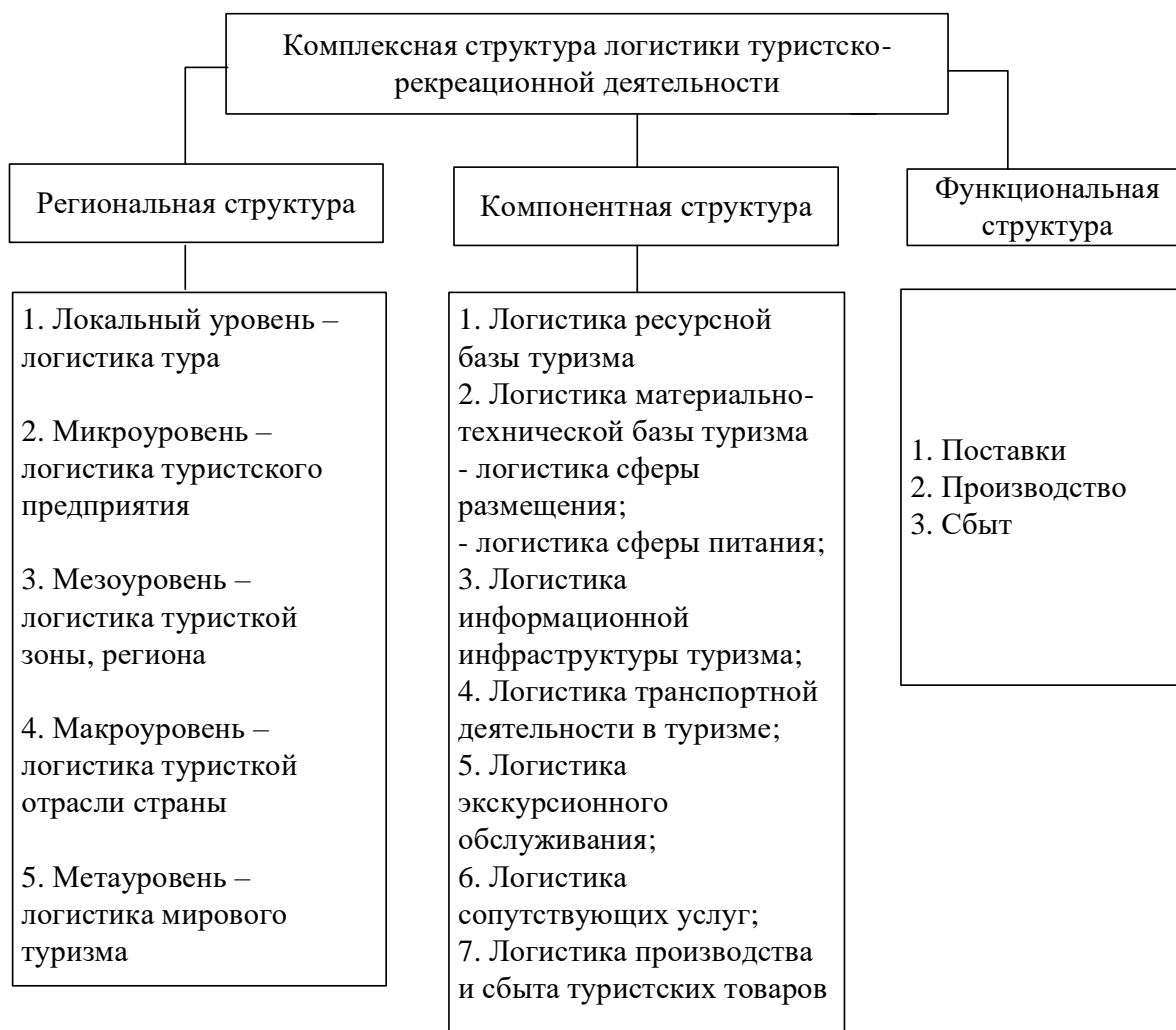 Комплексная структура логистики туристско-
рекреационной деятельности
Региональная структура
1. Локальный уровень –
логистика тура
2. Микроуровень –
логистика туристского
предприятия
3. Мезоуровень –
логистика туристкой
зоны, региона
4. Макроуровень –
логистика туристкой
отрасли страны
5. Метауровень –
логистика мирового
туризма
Компонентная структура
1. Логистика ресурсной
базы туризма
2. Логистика материально-
технической базы туризма
- логистика сферы
размещения;
- логистика сферы питания;
3. Логистика
информационной
инфраструктуры туризма;
4. Логистика транспортной
деятельности в туризме;
5. Логистика
экскурсионного
обслуживания;
6. Логистика
сопутствующих услуг;
7. Логистика производства
и сбыта туристских товаров
Функциональная
структура
1. Поставки
2. Производство
3. Сбыт